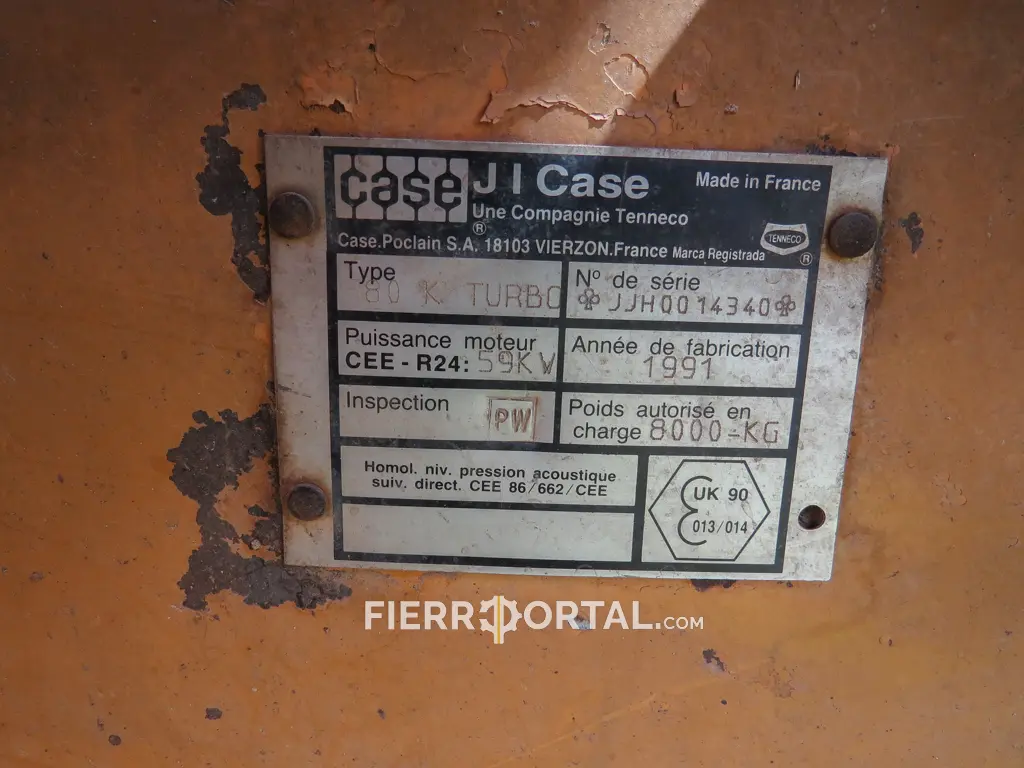 case J I Case Made in France
Une Compagnie Tenneco
®
TENNECO
Case.Poclain S.A. 18103 VIERZON.France Marca Registrada ®
Type
80 K TURBO
N° de série
JJH0014340
Puissance moteur
CEE - R24: 59KW
Année de fabrication
1991
Inspection PW
Poids autorisé en
charge 8000-KG
Homol. niv. pression acoustique
suiv. direct. CEE 86/662/CEE
UK 90
013/014
FIERROPORTAL.COM